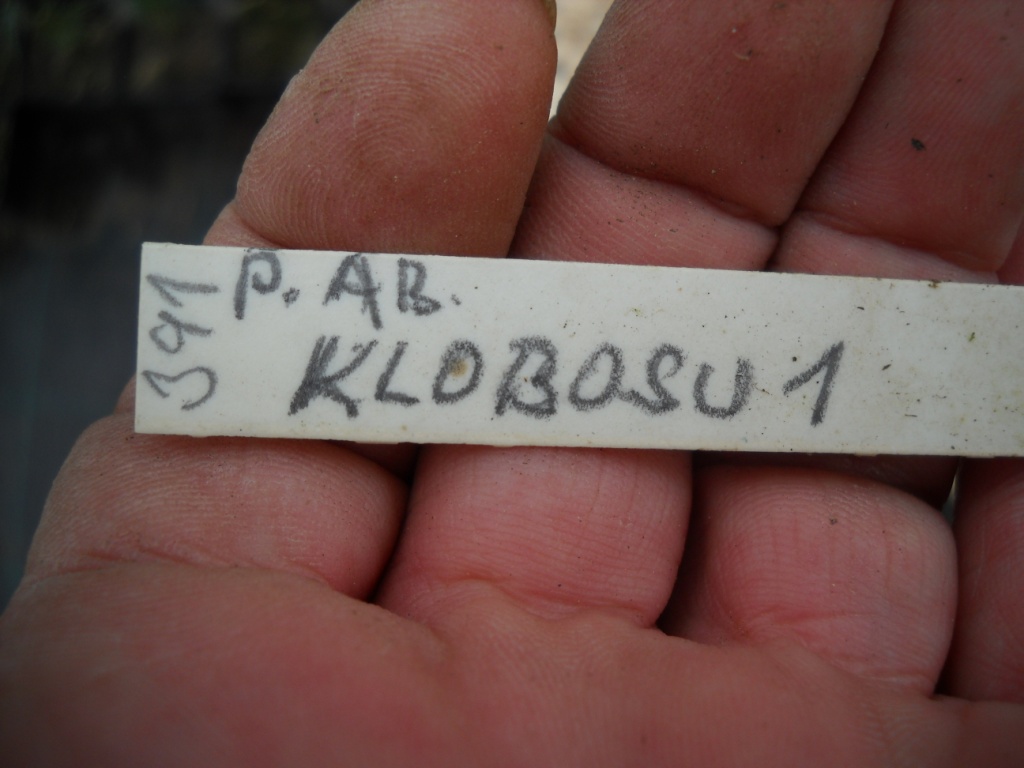 391
P. AB.
KLOBOSU 1